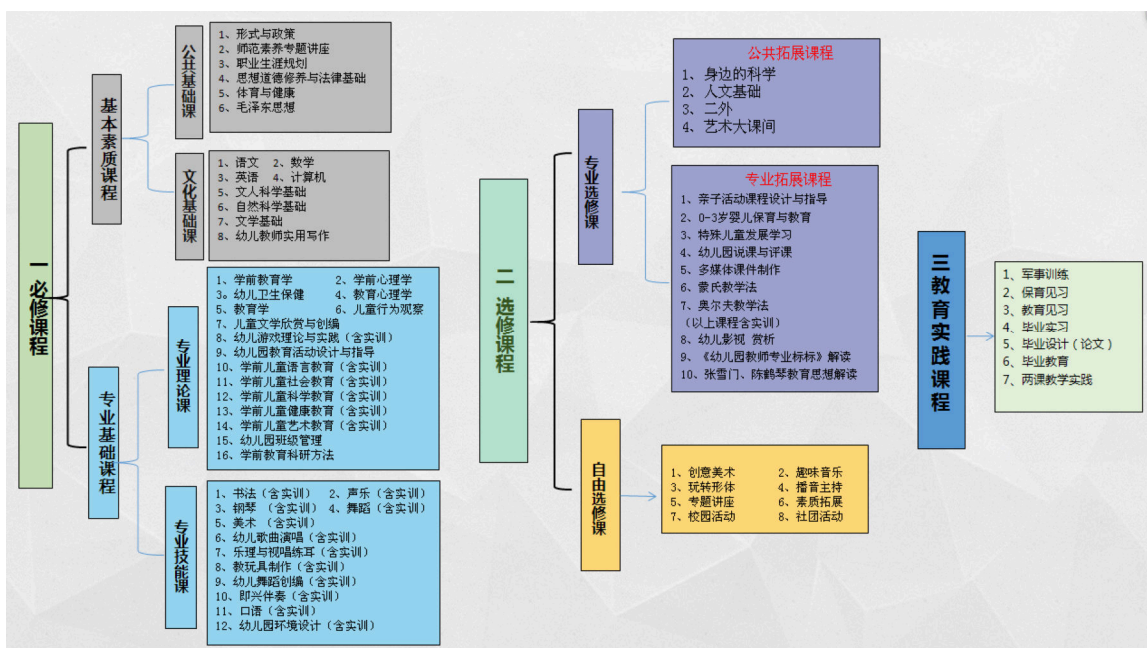 一 必修课程
基本素质课程
公共基础课
1、形式与政策
2、师范素养专题讲座
3、职业生涯规划
4、思想道德修养与法律基础
5、体育与健康
6、毛泽东思想
文化基础课
1、语文 2、数学
3、英语 4、计算机
5、文人科学基础
6、自然科学基础
7、文学基础
8、幼儿教师实用写作
专业基础课程
专业理论课
1、学前教育学 2、学前心理学
3。幼儿卫生保健 4、教育心理学
5、教育学 6、儿童行为观察
7、儿童文学欣赏与创编
8、幼儿游戏理论与实践(含实训)
9、幼儿园教育活动设计与指导
10、学前儿童语言教育(含实训)
11、学前儿童社会教育(含实训)
12、学前儿童科学教育(含实训)
13、学前儿童健康教育(含实训)
14、学前儿童艺术教育(含实训)
15、幼儿园班级管理
16、学前教育科研方法
专业技能课
1、书法(含实训) 2、声乐(含实训)
3、钢琴 (含实训) 4、舞蹈(含实训)
5、美术 (含实训)
6、幼儿歌曲演唱(含实训)
7、乐理与视唱练耳(含实训)
8、教玩具制作(含实训)
9、幼儿舞蹈创编(含实训)
10、即兴伴奏(含实训)
11、口语(含实训)
12、幼儿园环境设计(含实训)
二 选修课程
专业选修课
公共拓展课程
1、身边的科学
2、人文基础
3、二外
4、艺术大课间
专业拓展课程
1、亲子活动课程设计与指导
2、0-3岁婴儿保育与教育
3、特殊儿童发展学习
4、幼儿园说课与评课
5、多媒体课件制作
6、蒙氏教学法
7、奥尔夫教学法
(以上课程含实训)
8、幼儿影视 赏析
9、《幼儿园教师专业标标》解读
10、张雪门、陈鹤琴教育思想解读
自由选修课
1、创意美术 2、趣味音乐
3、玩转形体 4、播音主持
5、专题讲座 6、素质拓展
7、校园活动 8、社团活动
三教育实践课程
1、军事训练
2、保育见习
3、教育见习
4、毕业实习
5、毕业设计(论文)
6、毕业教育
7、两课教学实践